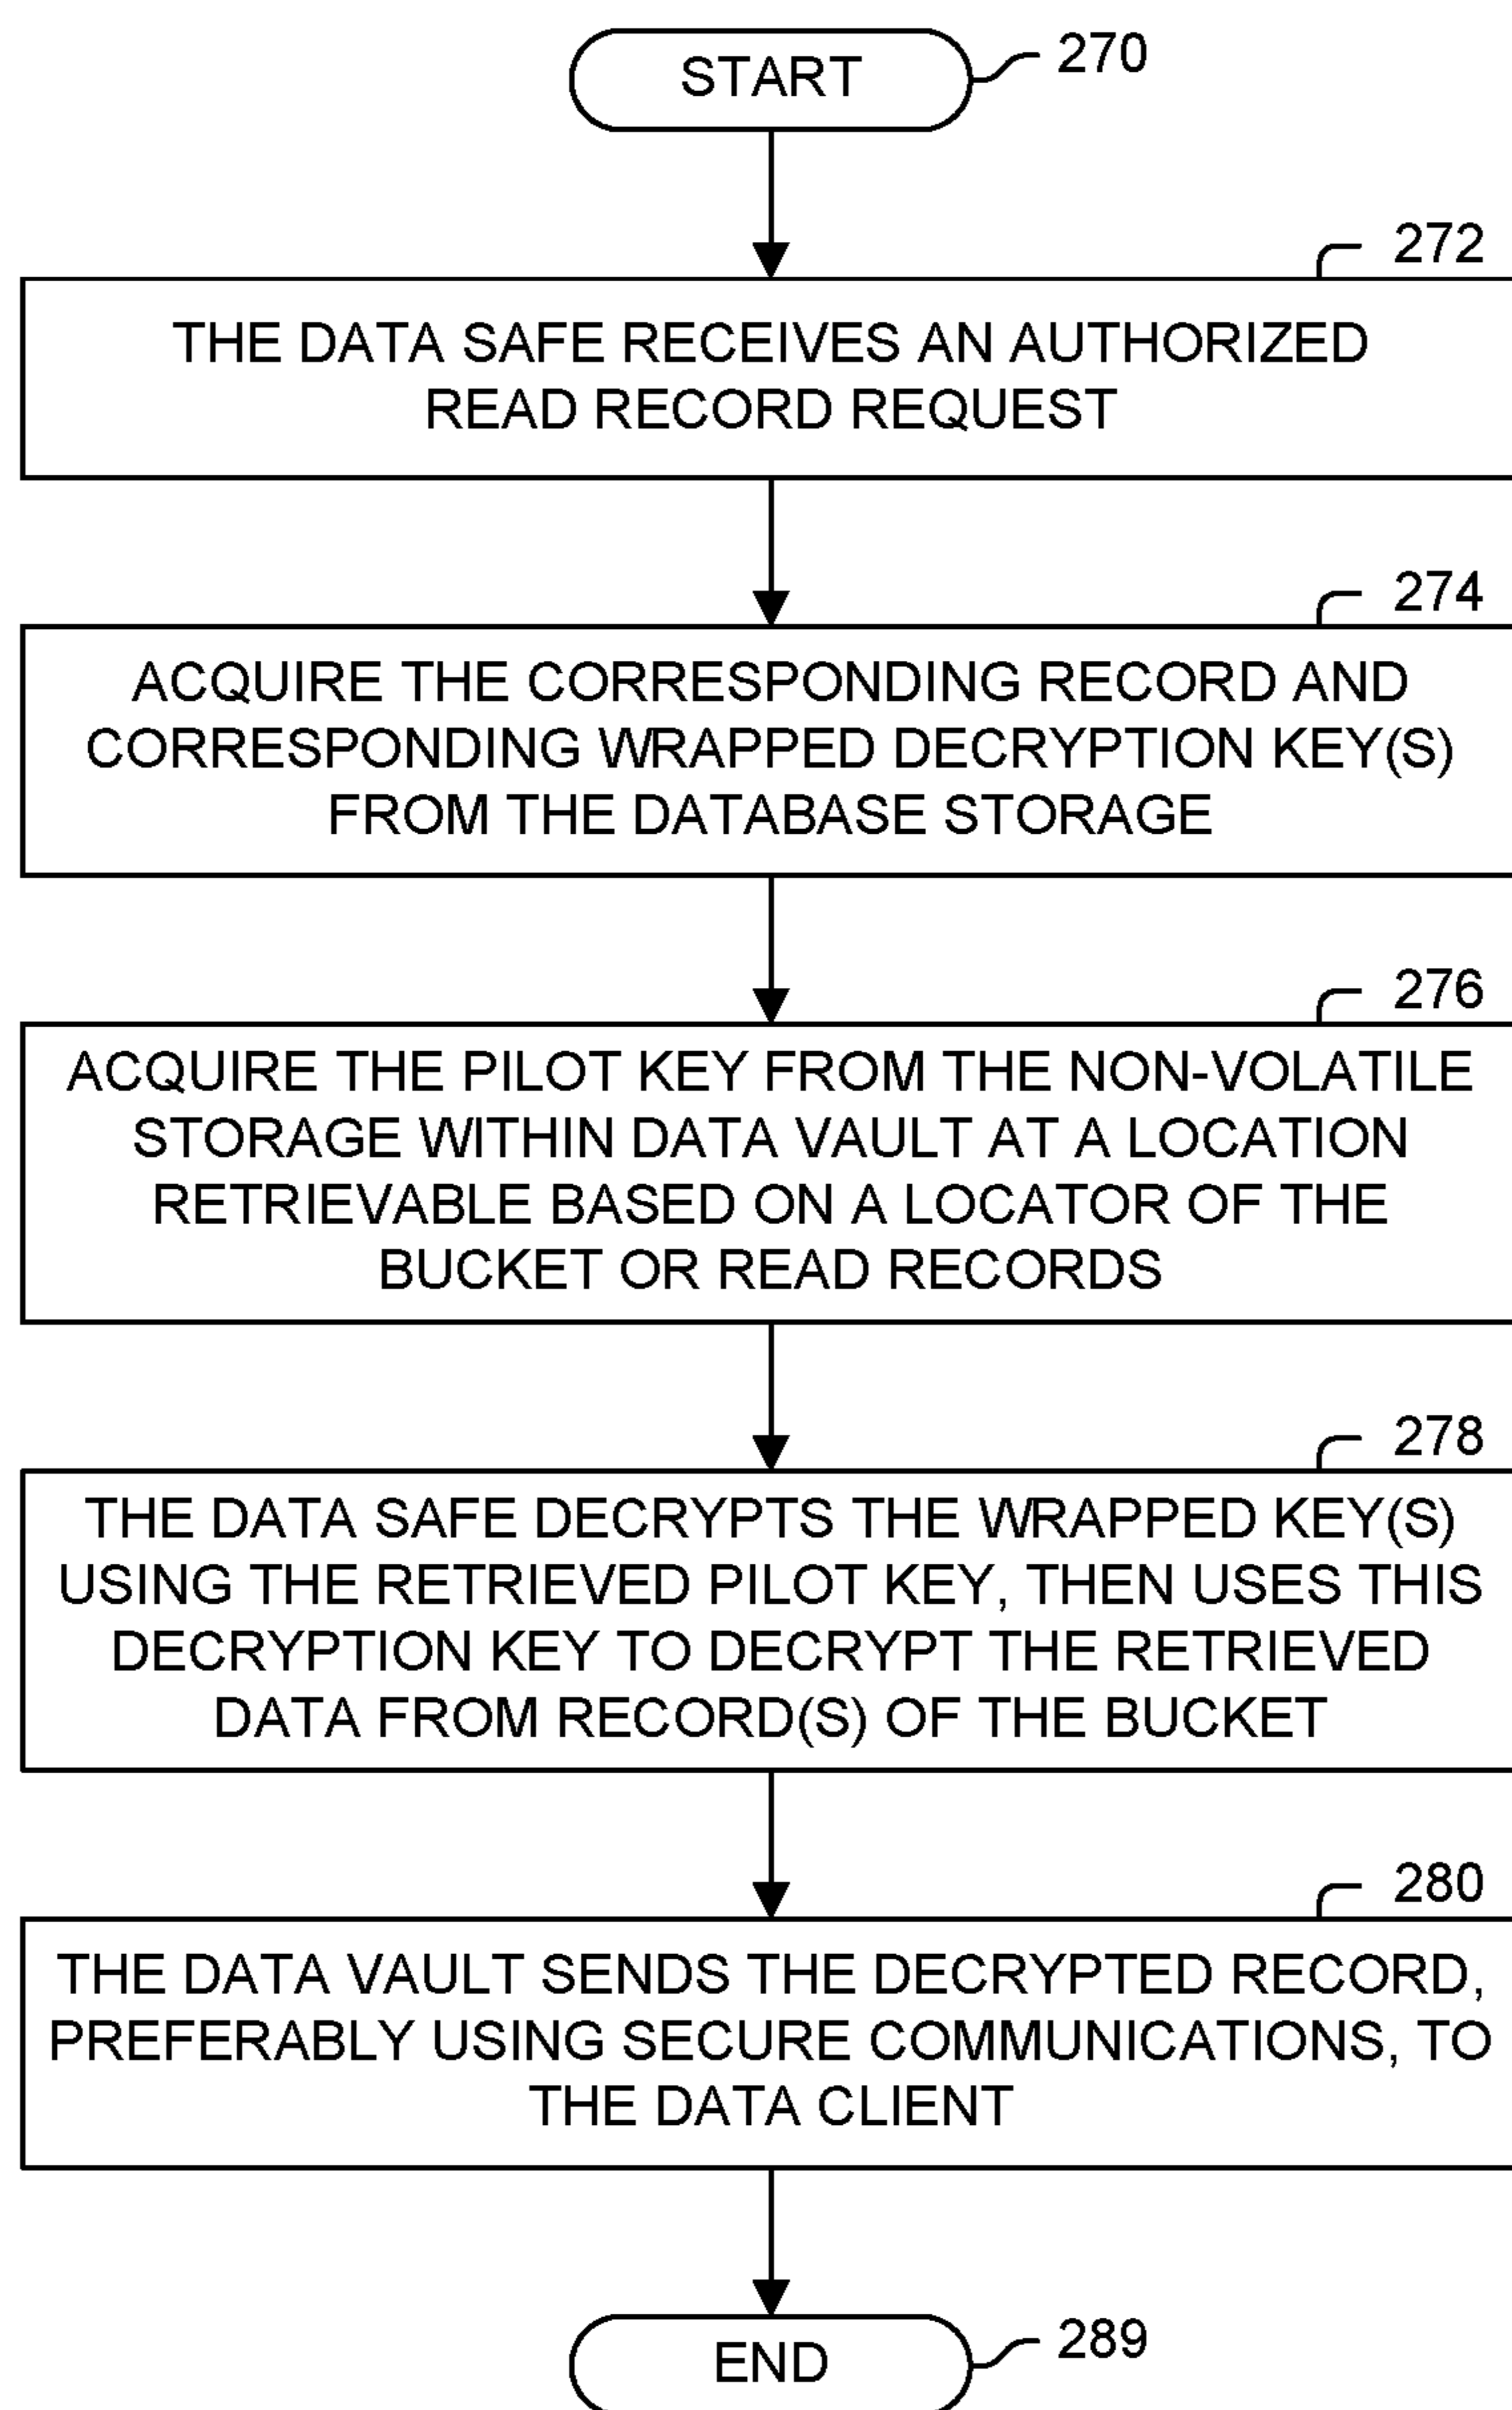 START
270
272
THE DATA SAFE RECEIVES AN AUTHORIZED
READ RECORD REQUEST
274
ACQUIRE THE CORRESPONDING RECORD AND
CORRESPONDING WRAPPED DECRYPTION KEY(S)
FROM THE DATABASE STORAGE
276
ACQUIRE THE PILOT KEY FROM THE NON-VOLATILE
STORAGE WITHIN DATA VAULT AT A LOCATION
RETRIEVABLE BASED ON A LOCATOR OF THE
BUCKET OR READ RECORDS
278
THE DATA SAFE DECRYPTS THE WRAPPED KEY(S)
USING THE RETRIEVED PILOT KEY, THEN USES THIS
DECRYPTION KEY TO DECRYPT THE RETRIEVED
DATA FROM RECORD(S) OF THE BUCKET
280
THE DATA VAULT SENDS THE DECRYPTED RECORD,
PREFERABLY USING SECURE COMMUNICATIONS, TO
THE DATA CLIENT
END
289